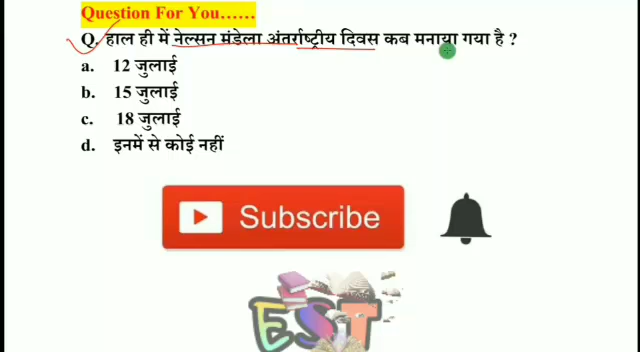 Question For You......
Q. हाल ही में नेल्सन मंडेला अंतर्राष्ट्रीय दिवस कब मनाया गया है ?
a. 12 जुलाई
b. 15 जुलाई
c. 18 जुलाई
d. इनमें से कोई नहीं
Subscribe
EST